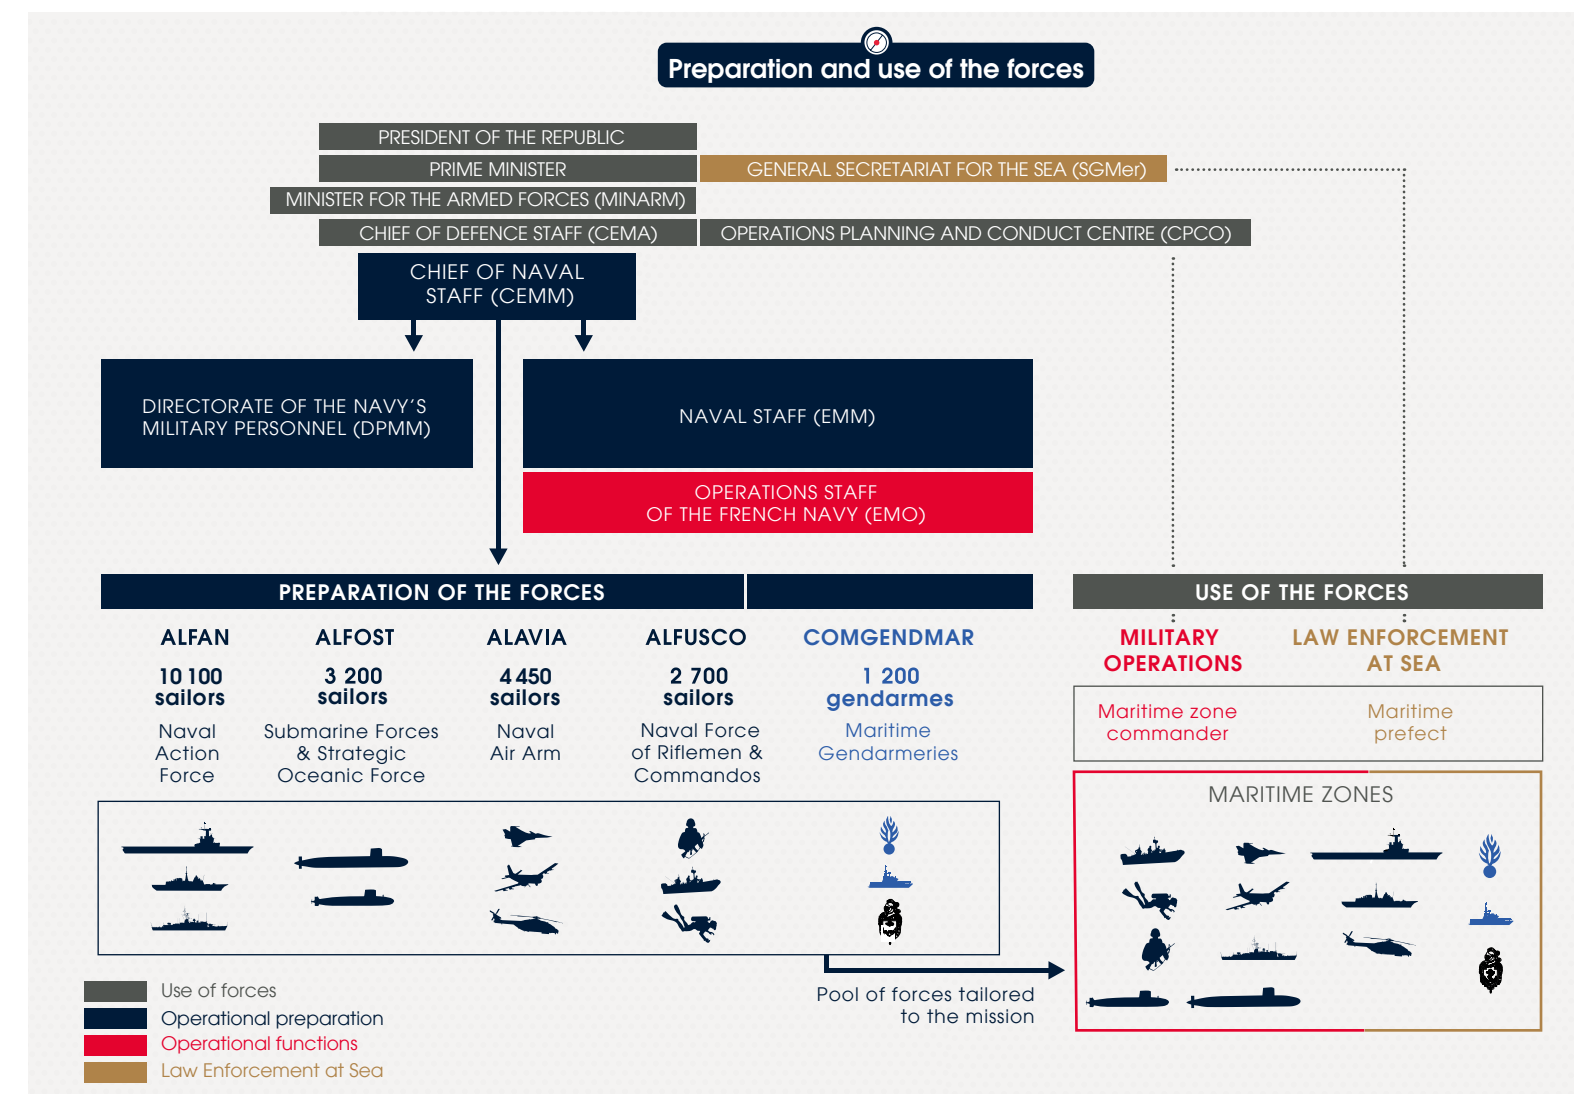 Preparation and use of the forces
PRESIDENT OF THE REPUBLIC
PRIME MINISTER
GENERAL SECRETARIAT FOR THE SEA (SGMer)
MINISTER FOR THE ARMED FORCES (MINARM)
CHIEF OF DEFENCE STAFF (CEMA)
OPERATIONS PLANNING AND CONDUCT CENTRE (CPCO)
CHIEF OF NAVAL
STAFF (CEMM)
DIRECTORATE OF THE NAVY'S
MILITARY PERSONNEL (DPMM)
NAVAL STAFF (EMM)
OPERATIONS STAFF
OF THE FRENCH NAVY (EMO)
PREPARATION OF THE FORCES
ALFAN
10 100
sailors
Naval
Action
Force
ALFOST
3 200
sailors
Submarine Forces
& Strategic
Oceanic Force
ALAVIA
4 450
sailors
Naval
Air Arm
ALFUSCO
2 700
sailors
Naval Force
of Riflemen &
Commandos
COMGENDMAR
1 200
gendarmes
Maritime
Gendarmeries
USE OF THE FORCES
MILITARY
OPERATIONS
LAW ENFORCEMENT
AT SEA
Maritime zone
commander
Maritime
prefect
MARITIME ZONES
Pool of forces tailored
to the mission
Use of forces
Operational preparation
Operational functions
Law Enforcement at Sea